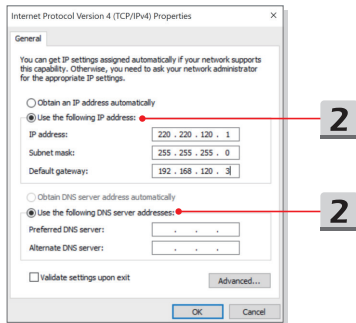 Internet Protocol Version 4 (TCP/IPv4) Properties
General
You can get IP settings assigned automatically if your network supports
this capability. Otherwise, you need to ask your network administrator
for the appropriate IP settings.
Obtain an IP address automatically
Use the following IP address:
2
IP address: 220 . 220 . 120 . 1
Subnet mask: 255 . 255 . 255 . 0
Default gateway: 192 . 168 . 120 . 3
Obtain DNS server address automatically
Use the following DNS server addresses:
2
Preferred DNS server: . . .
Alternate DNS server: . . .
Validate settings upon exit
Advanced...
OK Cancel